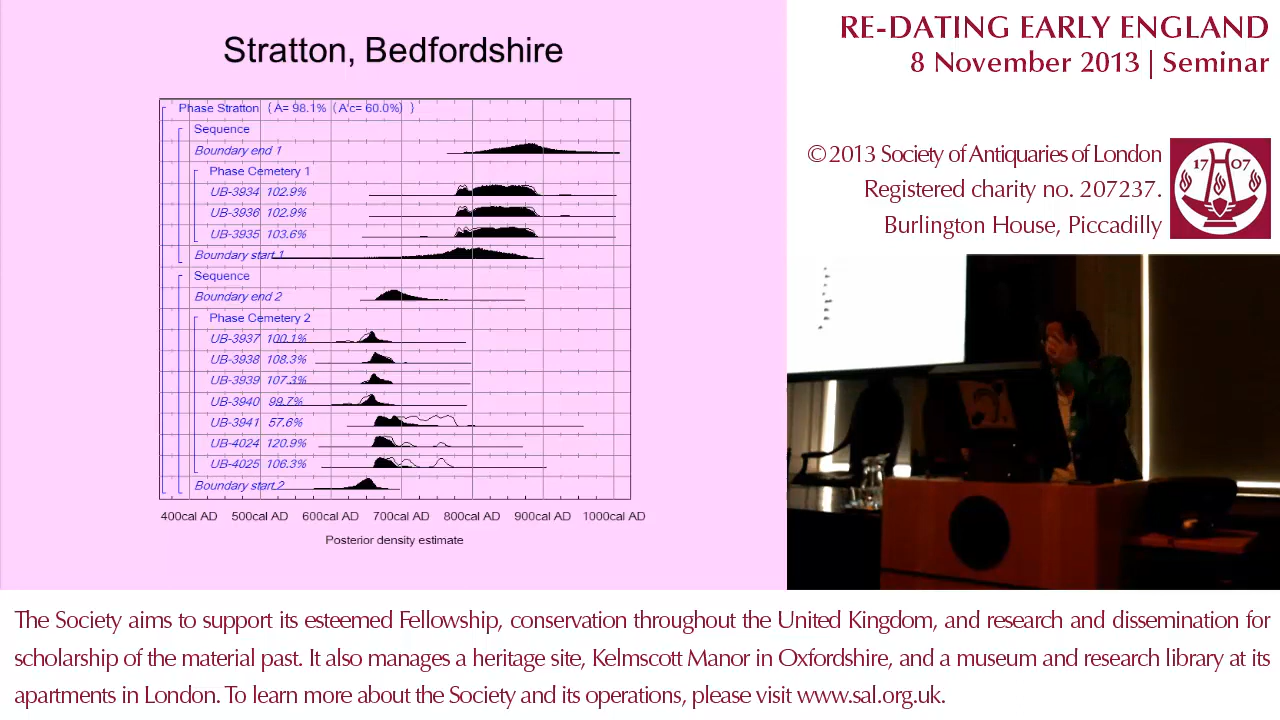 Stratton, Bedfordshire
Phase Stratton {A= 98.1% (A'c= 60.0%) }
Sequence
Boundary end 1
Phase Cemetery 1
UB-3934 102.9%
UB-3936 102.9%
UB-3935 103.6%
Boundary start 1
Sequence
Boundary end 2
Phase Cemetery 2
UB-3937 100.1%
UB-3938 108.3%
UB-3939 107.3%
UB-3940 99.7%
UB-3941 57.6%
UB-4024 120.9%
UB-4025 106.3%
Boundary start 2
400cal AD 500cal AD 600cal AD 700cal AD 800cal AD 900cal AD 1000cal AD
Posterior density estimate
RE-DATING EARLY ENGLAND
8 November 2013 | Seminar
© 2013 Society of Antiquaries of London
Registered charity no. 207237.
Burlington House, Piccadilly
17 07
The Society aims to support its esteemed Fellowship, conservation throughout the United Kingdom, and research and dissemination for
scholarship of the material past. It also manages a heritage site, Kelmscott Manor in Oxfordshire, and a museum and research library at its
apartments in London. To learn more about the Society and its operations, please visit www.sal.org.uk.